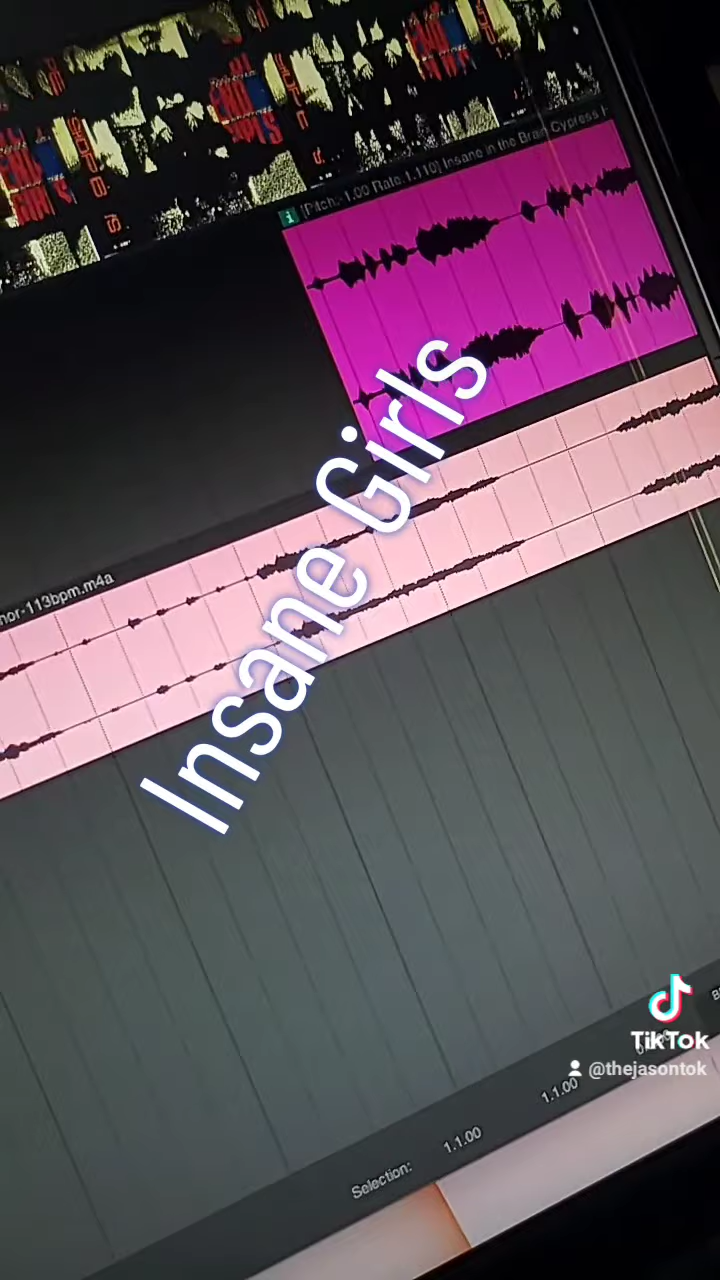 [Pitch:-1.00 Rate:1.110] Insane in the Brain Cypress H
Insane Girls
nor-113bpm.m4a
TikTok
@thejasontok
Selection:
1.1.00
1.1.00